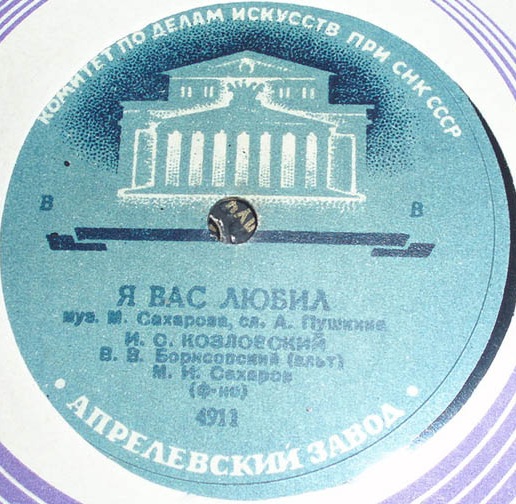 КОМИТЕТ ПО ДЕЛАМ ИСКУССТВ ПРИ СНК СССР
В В
Я ВАС ЛЮБИЛ
муз. М. Сахарова, сл. А. Пушкина
И. С. КОЗЛОВСКИЙ
В. В. Борисовский (альт)
М. И. Сахаров
(ф-но)
4911
· АПРЕЛЕВСКИЙ ЗАВОД ·